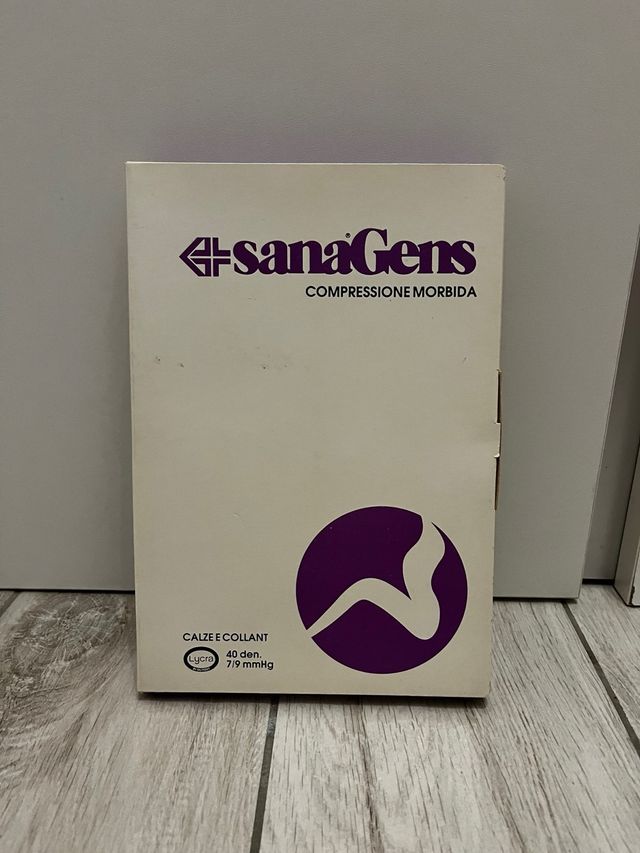 sanaGens®
COMPRESSIONE MORBIDA
CALZE E COLLANT
Lycra
40 den.
7/9 mmHg